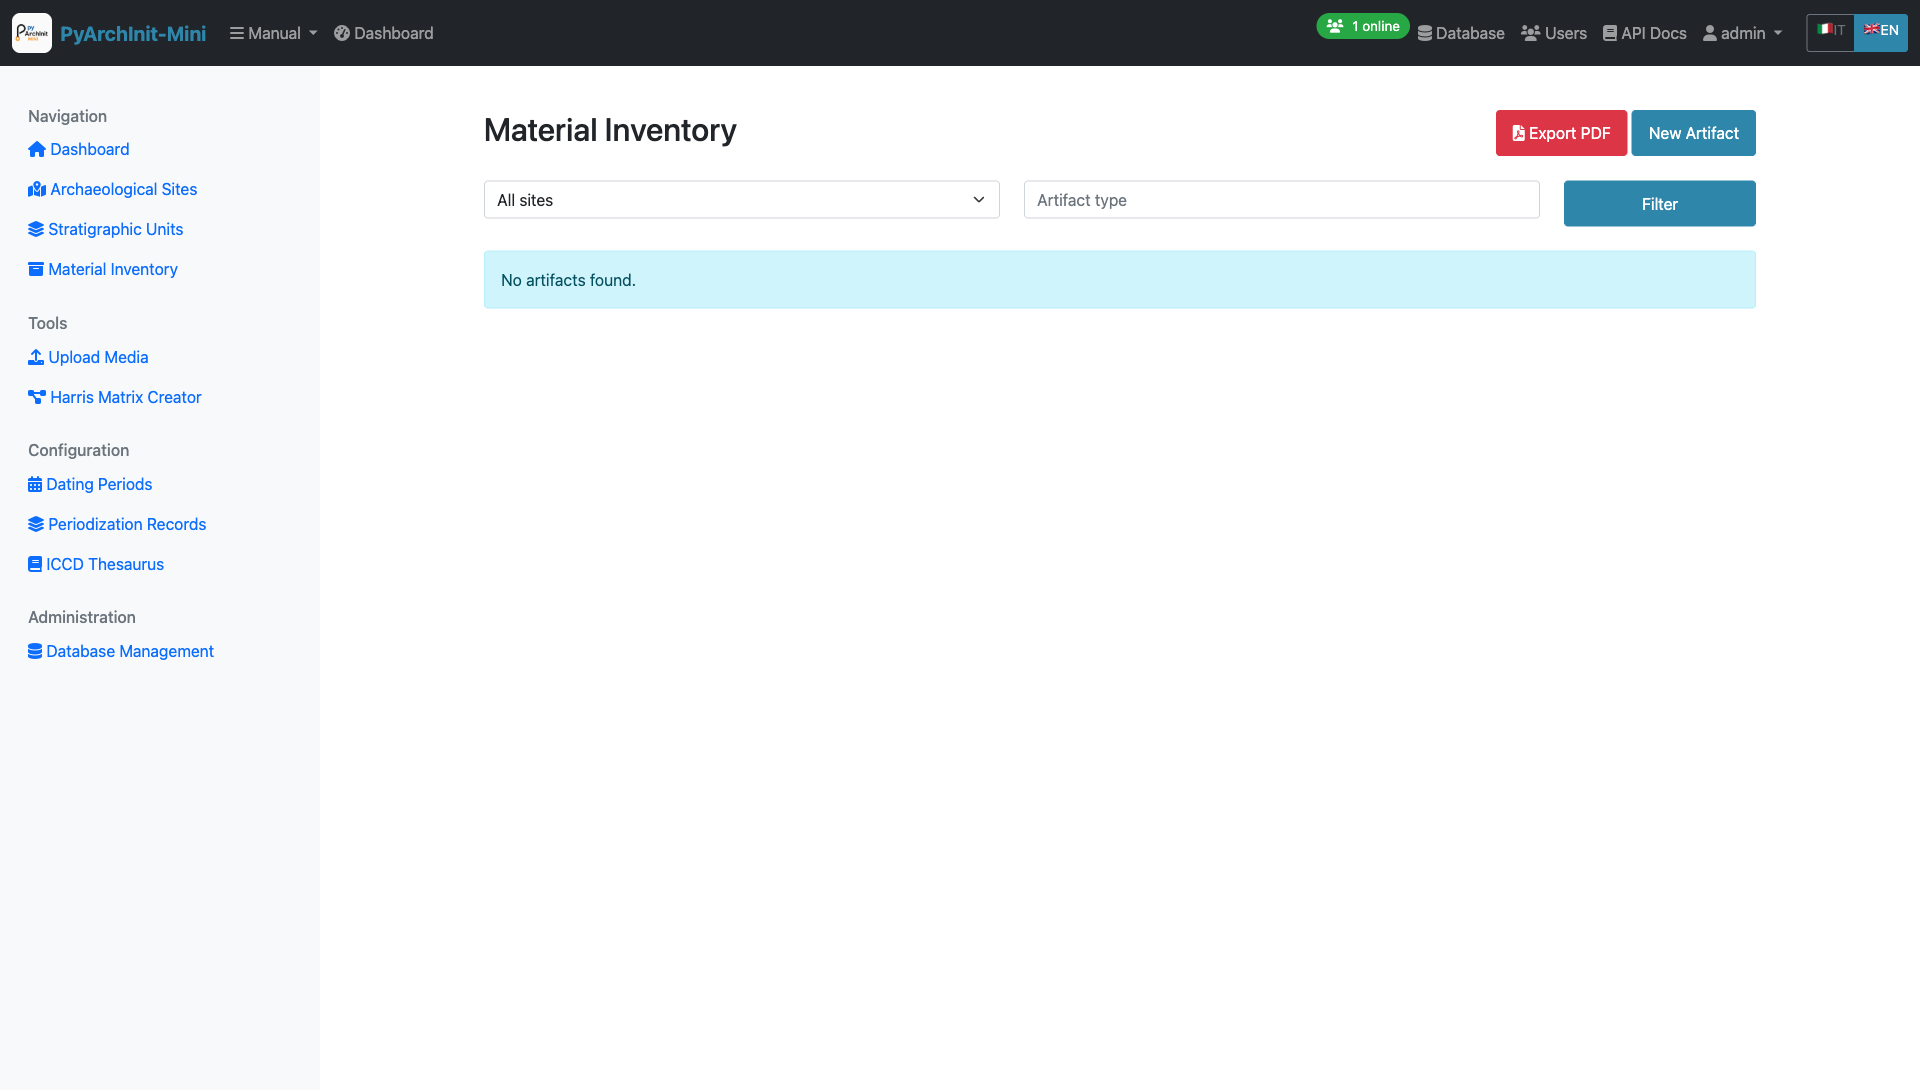 PyArchInit-Mini
Manual
Dashboard
1 online
Database
Users
API Docs
admin
IT
EN
Navigation
Dashboard
Archaeological Sites
Stratigraphic Units
Material Inventory
Tools
Upload Media
Harris Matrix Creator
Configuration
Dating Periods
Periodization Records
ICCD Thesaurus
Administration
Database Management
Material Inventory
Export PDF
New Artifact
All sites
Artifact type
Filter
No artifacts found.